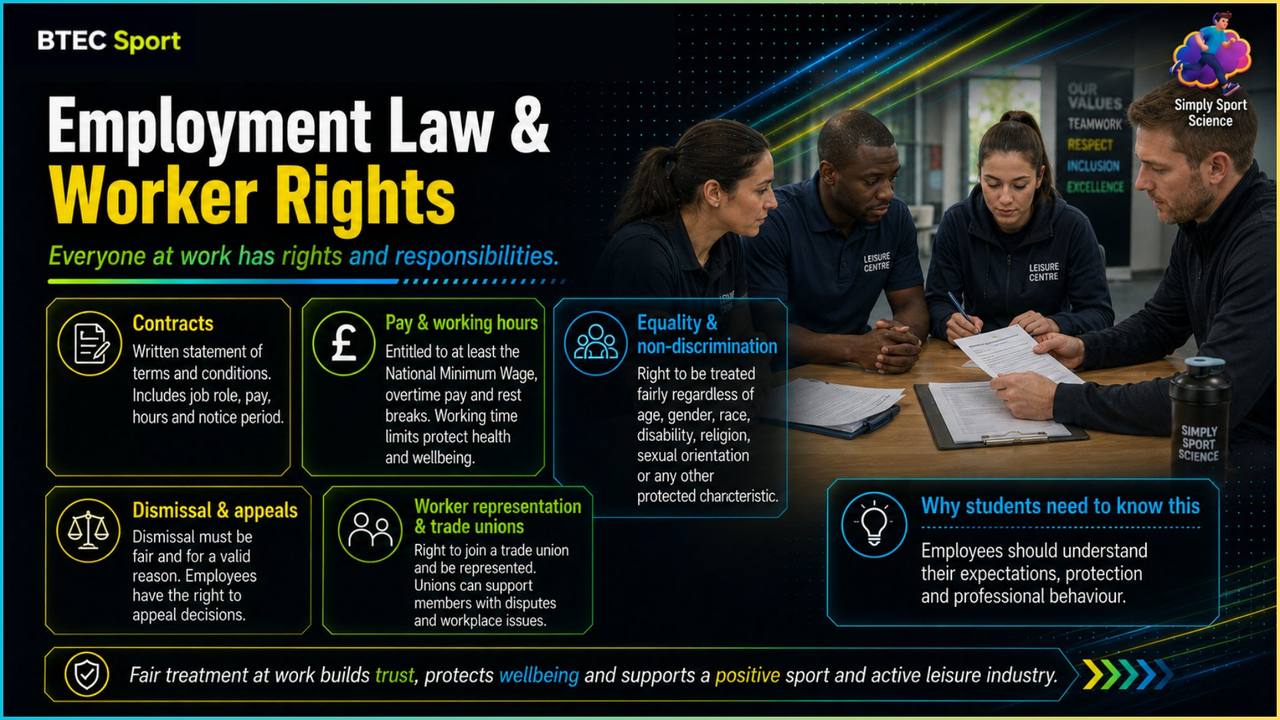 BTEC Sport
Simply Sport
Science
Employment Law &
Worker Rights
Everyone at work has rights and responsibilities.
OUR
VALUES
TEAMWORK
RESPECT
INCLUSION
EXCELLENCE
LEISURE
CENTRE
LEISURE
CENTRE
SIMPLY
SPORT
SCIENCE
Contracts
Written statement of
terms and conditions.
Includes job role, pay,
hours and notice period.
Pay & working hours
Entitled to at least the
National Minimum Wage,
overtime pay and rest
breaks. Working time
limits protect health
and wellbeing.
Equality &
non-discrimination
Right to be treated
fairly regardless of
age, gender, race,
disability, religion,
sexual orientation
or any other
protected charcteristic.
Dismissal & appeals
Dismissal must be
fair and for a valid
reason. Employees
have the right to
appeal decisions.
Worker representation
& trade unions
Right to join a trade union
and be represented.
Unions can support
members with disputes
and workplace issues.
Why students need to know this
Employees should understand
their expectations, protection
and professional behaviour.
Fair treatment at work builds trust, protects wellbeing and supports a positive sport and active leisure industry.